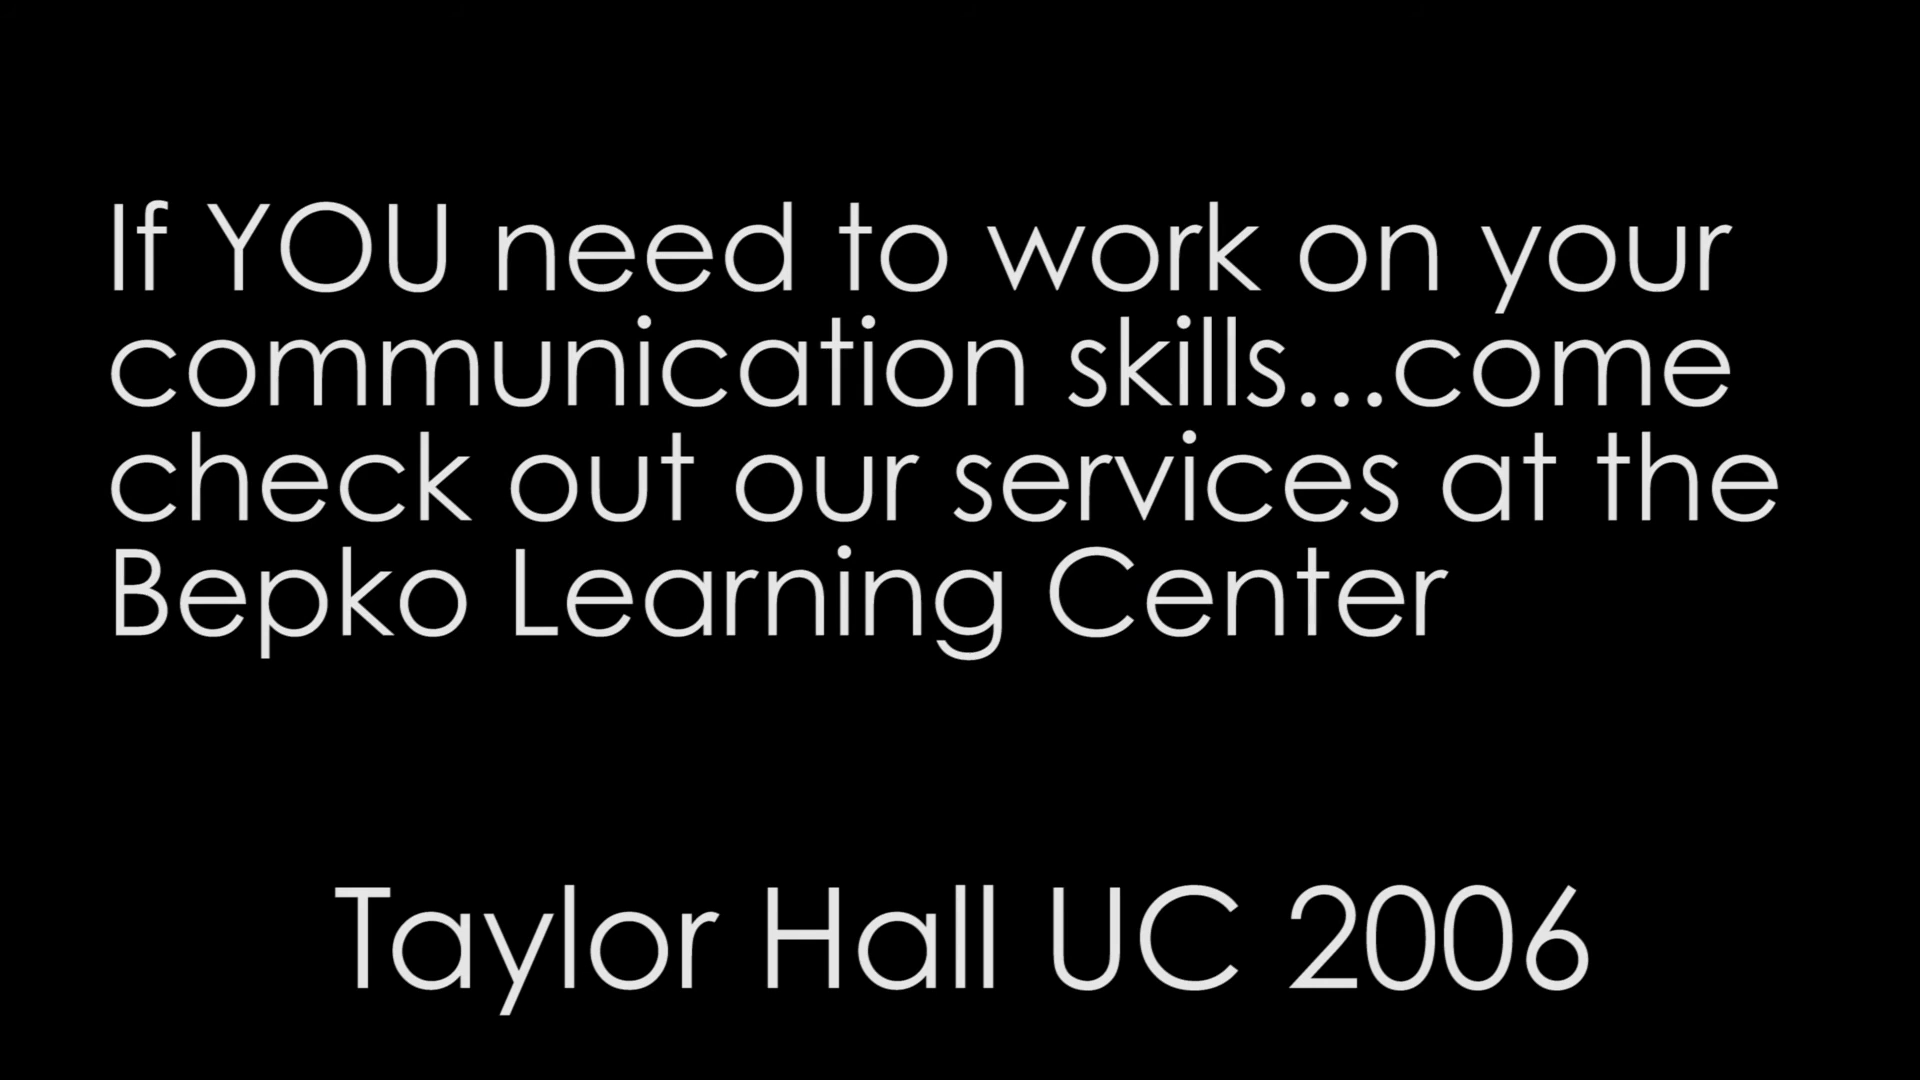 If YOU need to work on your
communication skills...come
check out our services at the
Bepko Learning Center
Taylor Hall UC 2006